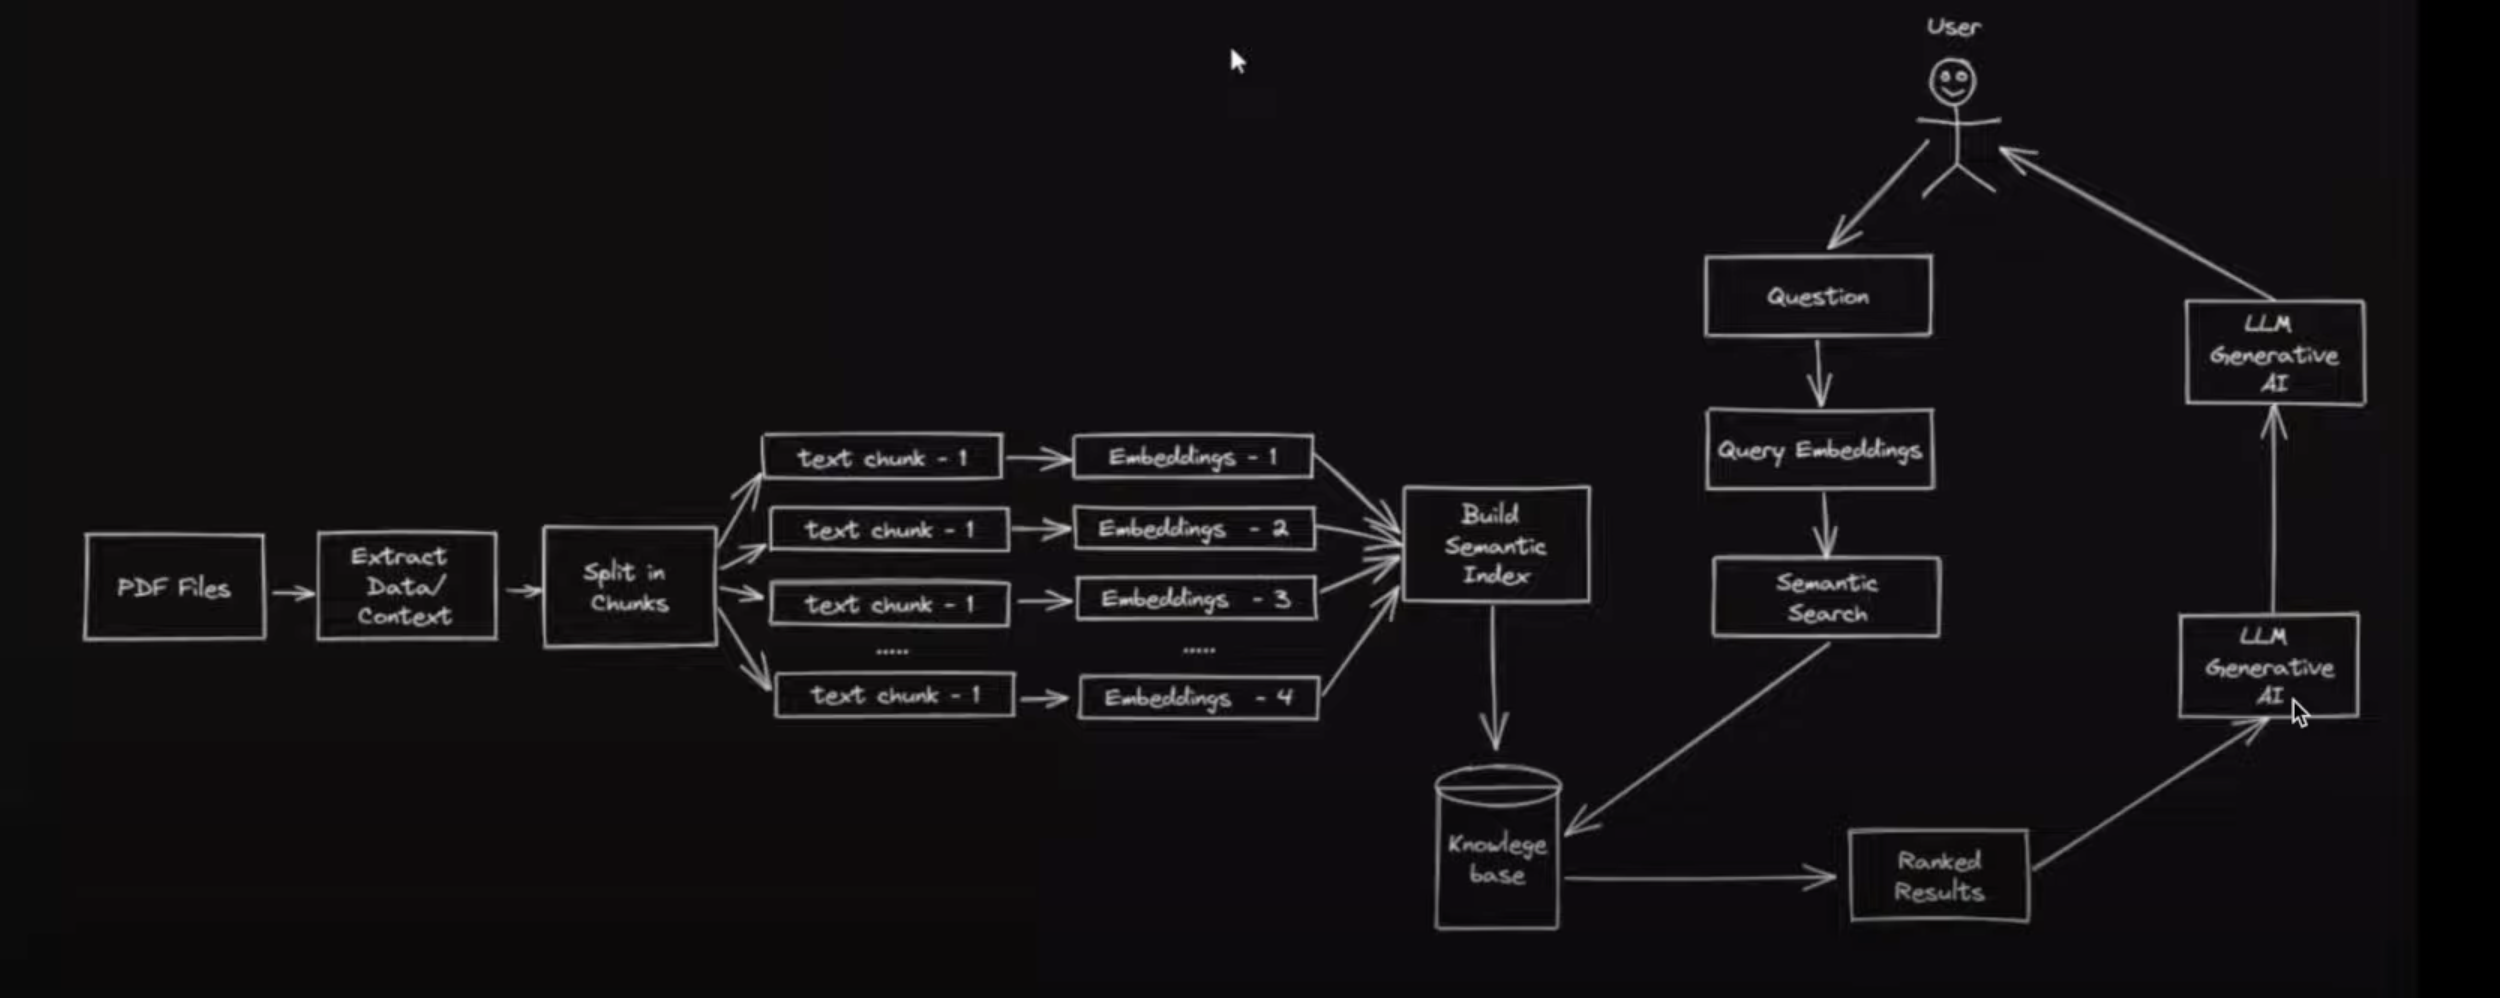 User
Question
LLM
Generative
AI
Query Embeddings
text chunk - 1
Embeddings - 1
text chunk - 1
Embeddings - 2
text chunk - 1
Embeddings - 3
.....
.....
text chunk - 1
Embeddings - 4
PDF Files
Extract
Data/
Context
Split in
Chunks
Build
Semantic
Index
Semantic
Search
LLM
Generative
AI
Knowlege
base
Ranked
Results